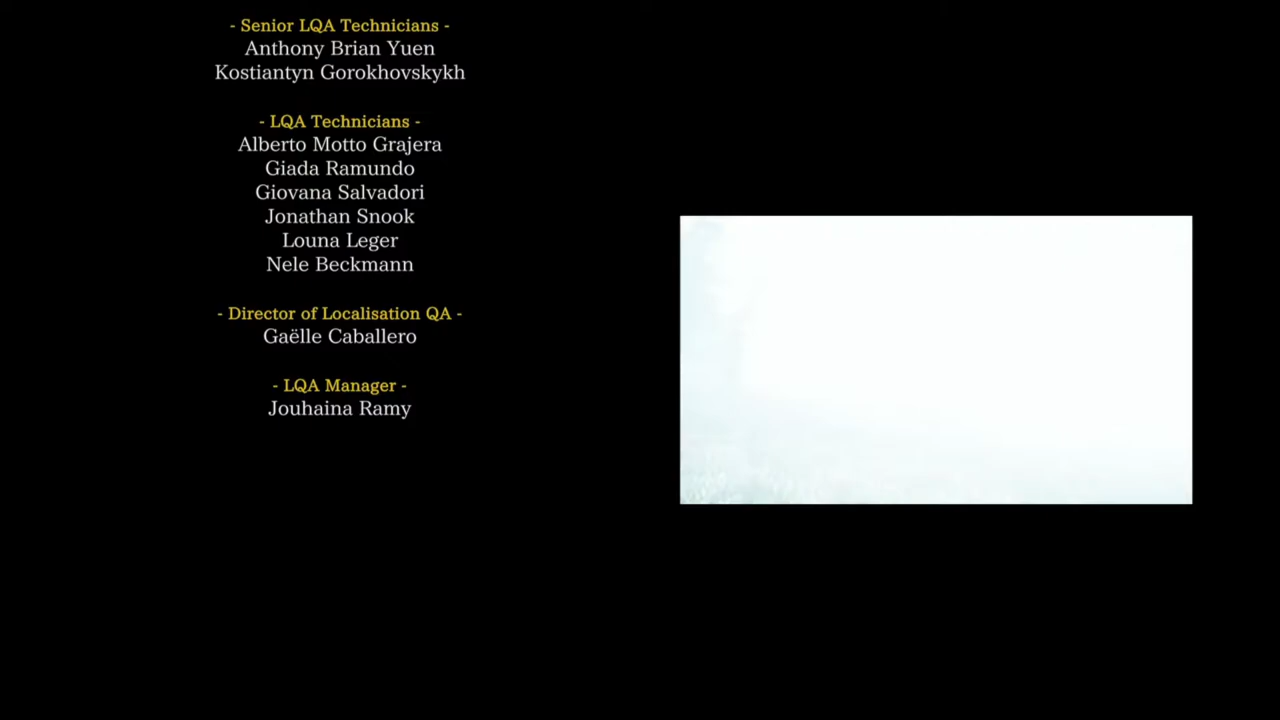 - Senior LQA Technicians -
Anthony Brian Yuen
Kostiantyn Gorokhovskykh
- LQA Technicians -
Alberto Motto Grajera
Giada Ramundo
Giovana Salvadori
Jonathan Snook
Louna Leger
Nele Beckmann
- Director of Localisation QA -
Gaëlle Caballero
- LQA Manager -
Jouhaina Ramy